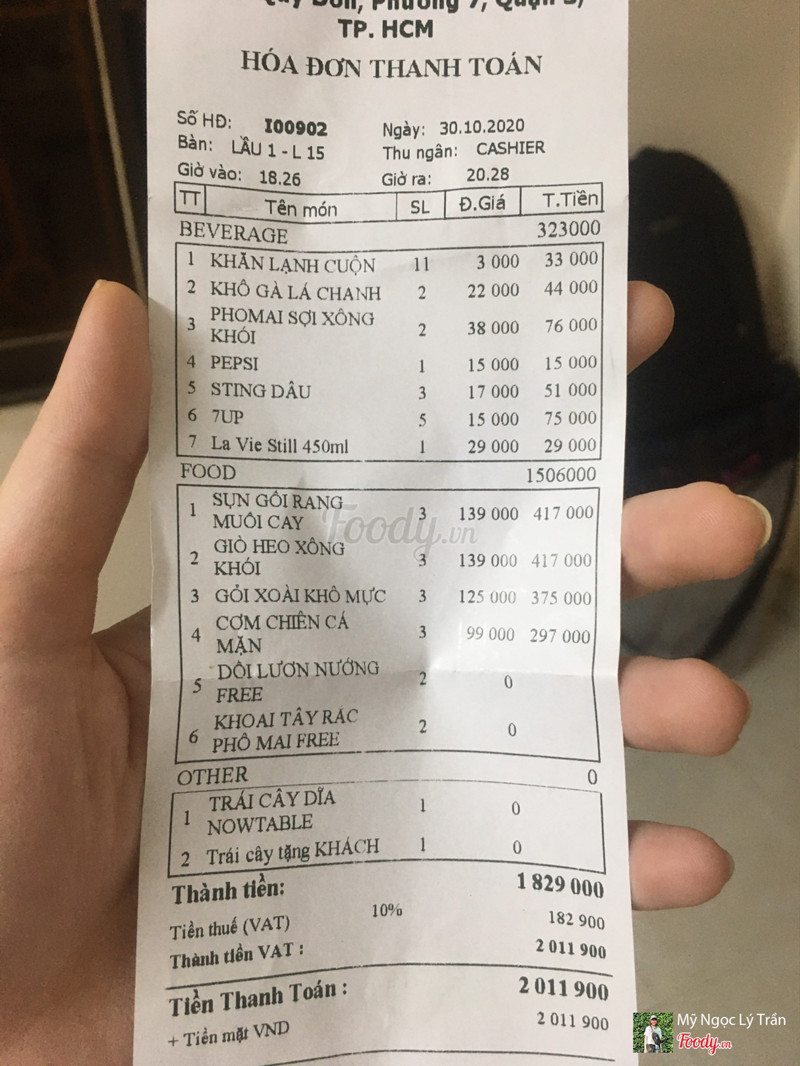 Quý Đôn, Phường 7, Quận 3,
TP. HCM
HÓA ĐƠN THANH TOÁN
Số HĐ: I00902 Ngày: 30.10.2020
Bàn: LẦU 1 - L 15 Thu ngân: CASHIER
Giờ vào: 18.26 Giờ ra: 20.28
TT Tên món SL Đ.Giá T.Tiền
BEVERAGE 323000
1 KHĂN LẠNH CUỘN 11 3 000 33 000
2 KHÔ GÀ LÁ CHANH 2 22 000 44 000
3 PHOMAI SỢI XÔNG
KHÓI 2 38 000 76 000
4 PEPSI 1 15 000 15 000
5 STING DÂU 3 17 000 51 000
6 7UP 5 15 000 75 000
7 La Vie Still 450ml 1 29 000 29 000
FOOD 1506000
1 SỤN GỐI RANG
MUỐI CAY 3 139 000 417 000
2 GIÒ HEO XÔNG
KHÓI 3 139 000 417 000
3 GỎI XOÀI KHÔ MỰC 3 125 000 375 000
4 CƠM CHIÊN CÁ
MẶN 3 99 000 297 000
5 DỒI LƯƠN NƯỚNG
FREE 2 0
6 KHOAI TÂY RẮC
PHÔ MAI FREE 2 0
OTHER 0
1 TRÁI CÂY DĨA
NOWTABLE 1 0
2 Trái cây tặng KHÁCH 1 0
Thành tiền: 1 829 000
Tiền thuế (VAT) 10% 182 900
Thành tiền VAT : 2 011 900
Tiền Thanh Toán : 2 011 900
+ Tiền mặt VND 2 011 900
Foody.vn
Mỹ Ngọc Lý Trần
Foody.vn